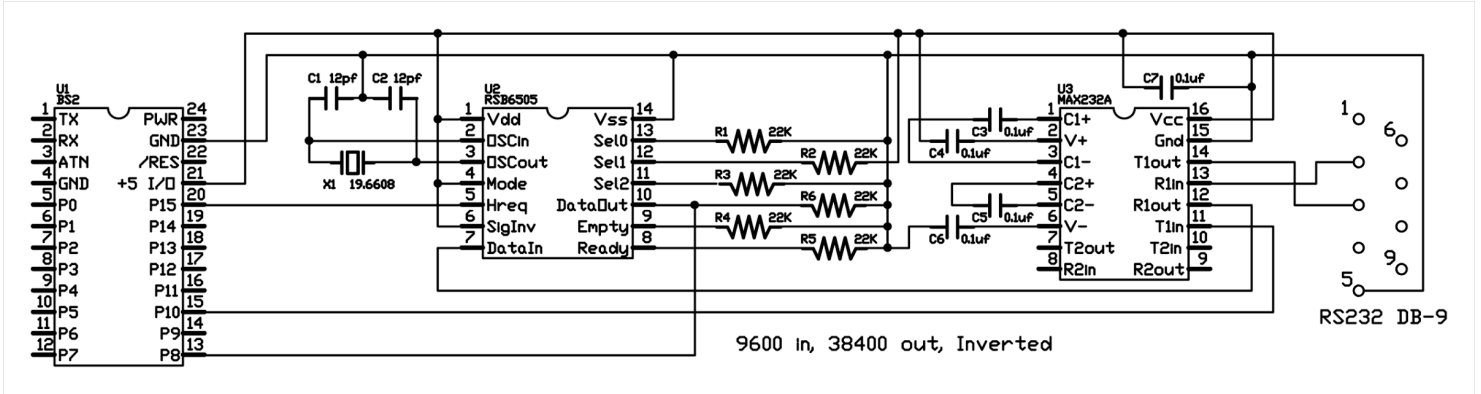 U1
BS2
1 TX
2 RX
3 ATN
4 GND
5 P0
6 P1
7 P2
8 P3
9 P4
10 P5
11 P6
12 P7
PWR 24
GND 23
/RES 22
+5 I/O 21
P15 20
P14 19
P13 18
P12 17
P11 16
P10 15
P9 14
P8 13
C1 12pf
C2 12pf
X1 19.6608
U2
RSB6505
1 Vdd
2 OSCin
3 OSCout
4 Mode
5 Hreq
6 SigInv
7 DataIn
Vss 14
Sel0 13
Sel1 12
Sel2 11
DataOut 10
Empty 9
Ready 8
R1 22K
R2 22K
R3 22K
R6 22K
R4 22K
R5 22K
C3 0.1uf
C4 0.1uf
C5 0.1uf
C6 0.1uf
U3
MAX232A
C7 0.1uf
1 C1+
2 V+
3 C1-
4 C2+
5 C2-
6 V-
7 T2out
8 R2in
Vcc 16
Gnd 15
T1out 14
R1in 13
R1out 12
T1in 11
T2in 10
R2out 9
1
6
9
5
RS232 DB-9
9600 in, 38400 out, Inverted